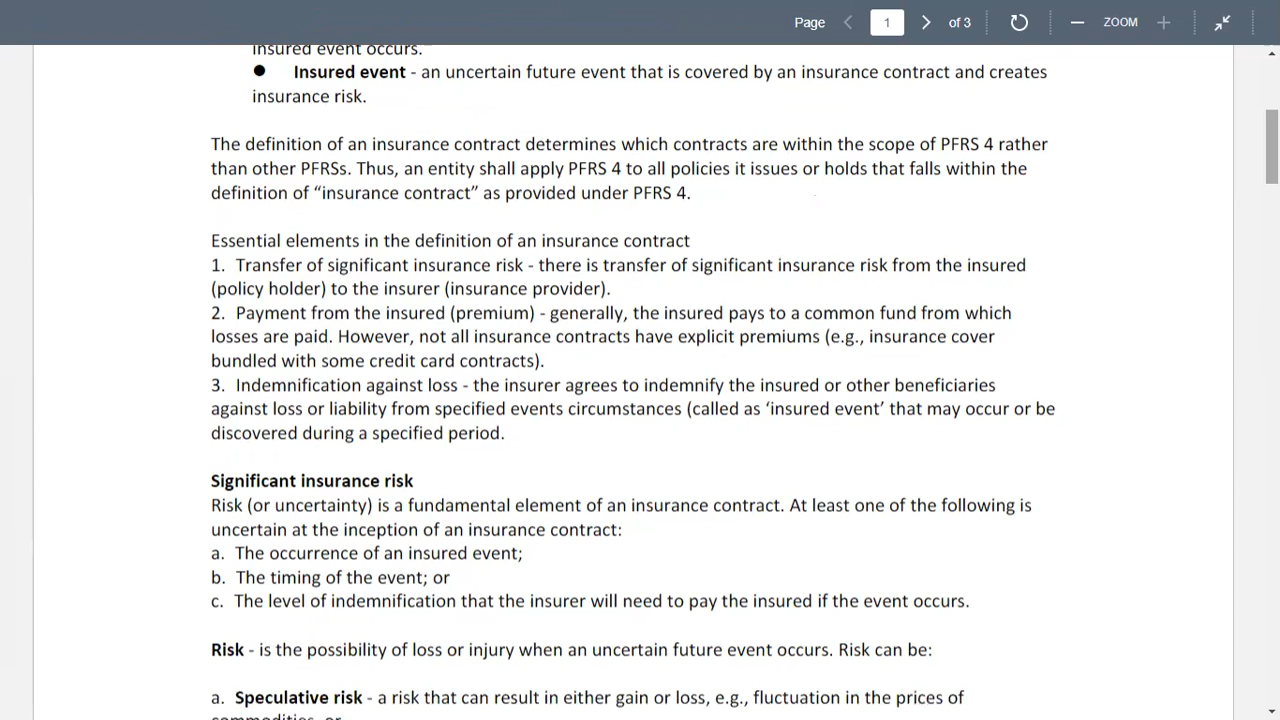 Page 1 of 3 ZOOM
insured event occurs.
● Insured event - an uncertain future event that is covered by an insurance contract and creates
insurance risk.
The definition of an insurance contract determines which contracts are within the scope of PFRS 4 rather
than other PFRSs. Thus, an entity shall apply PFRS 4 to all policies it issues or holds that falls within the
definition of “insurance contract” as provided under PFRS 4.
Essential elements in the definition of an insurance contract
1. Transfer of significant insurance risk - there is transfer of significant insurance risk from the insured
(policy holder) to the insurer (insurance provider).
2. Payment from the insured (premium) - generally, the insured pays to a common fund from which
losses are paid. However, not all insurance contracts have explicit premiums (e.g., insurance cover
bundled with some credit card contracts).
3. Indemnification against loss - the insurer agrees to indemnify the insured or other beneficiaries
against loss or liability from specified events circumstances (called as ‘insured event’ that may occur or be
discovered during a specified period.
Significant insurance risk
Risk (or uncertainty) is a fundamental element of an insurance contract. At least one of the following is
uncertain at the inception of an insurance contract:
a. The occurrence of an insured event;
b. The timing of the event; or
c. The level of indemnification that the insurer will need to pay the insured if the event occurs.
Risk - is the possibility of loss or injury when an uncertain future event occurs. Risk can be:
a. Speculative risk - a risk that can result in either gain or loss, e.g., fluctuation in the prices of
commodities, or